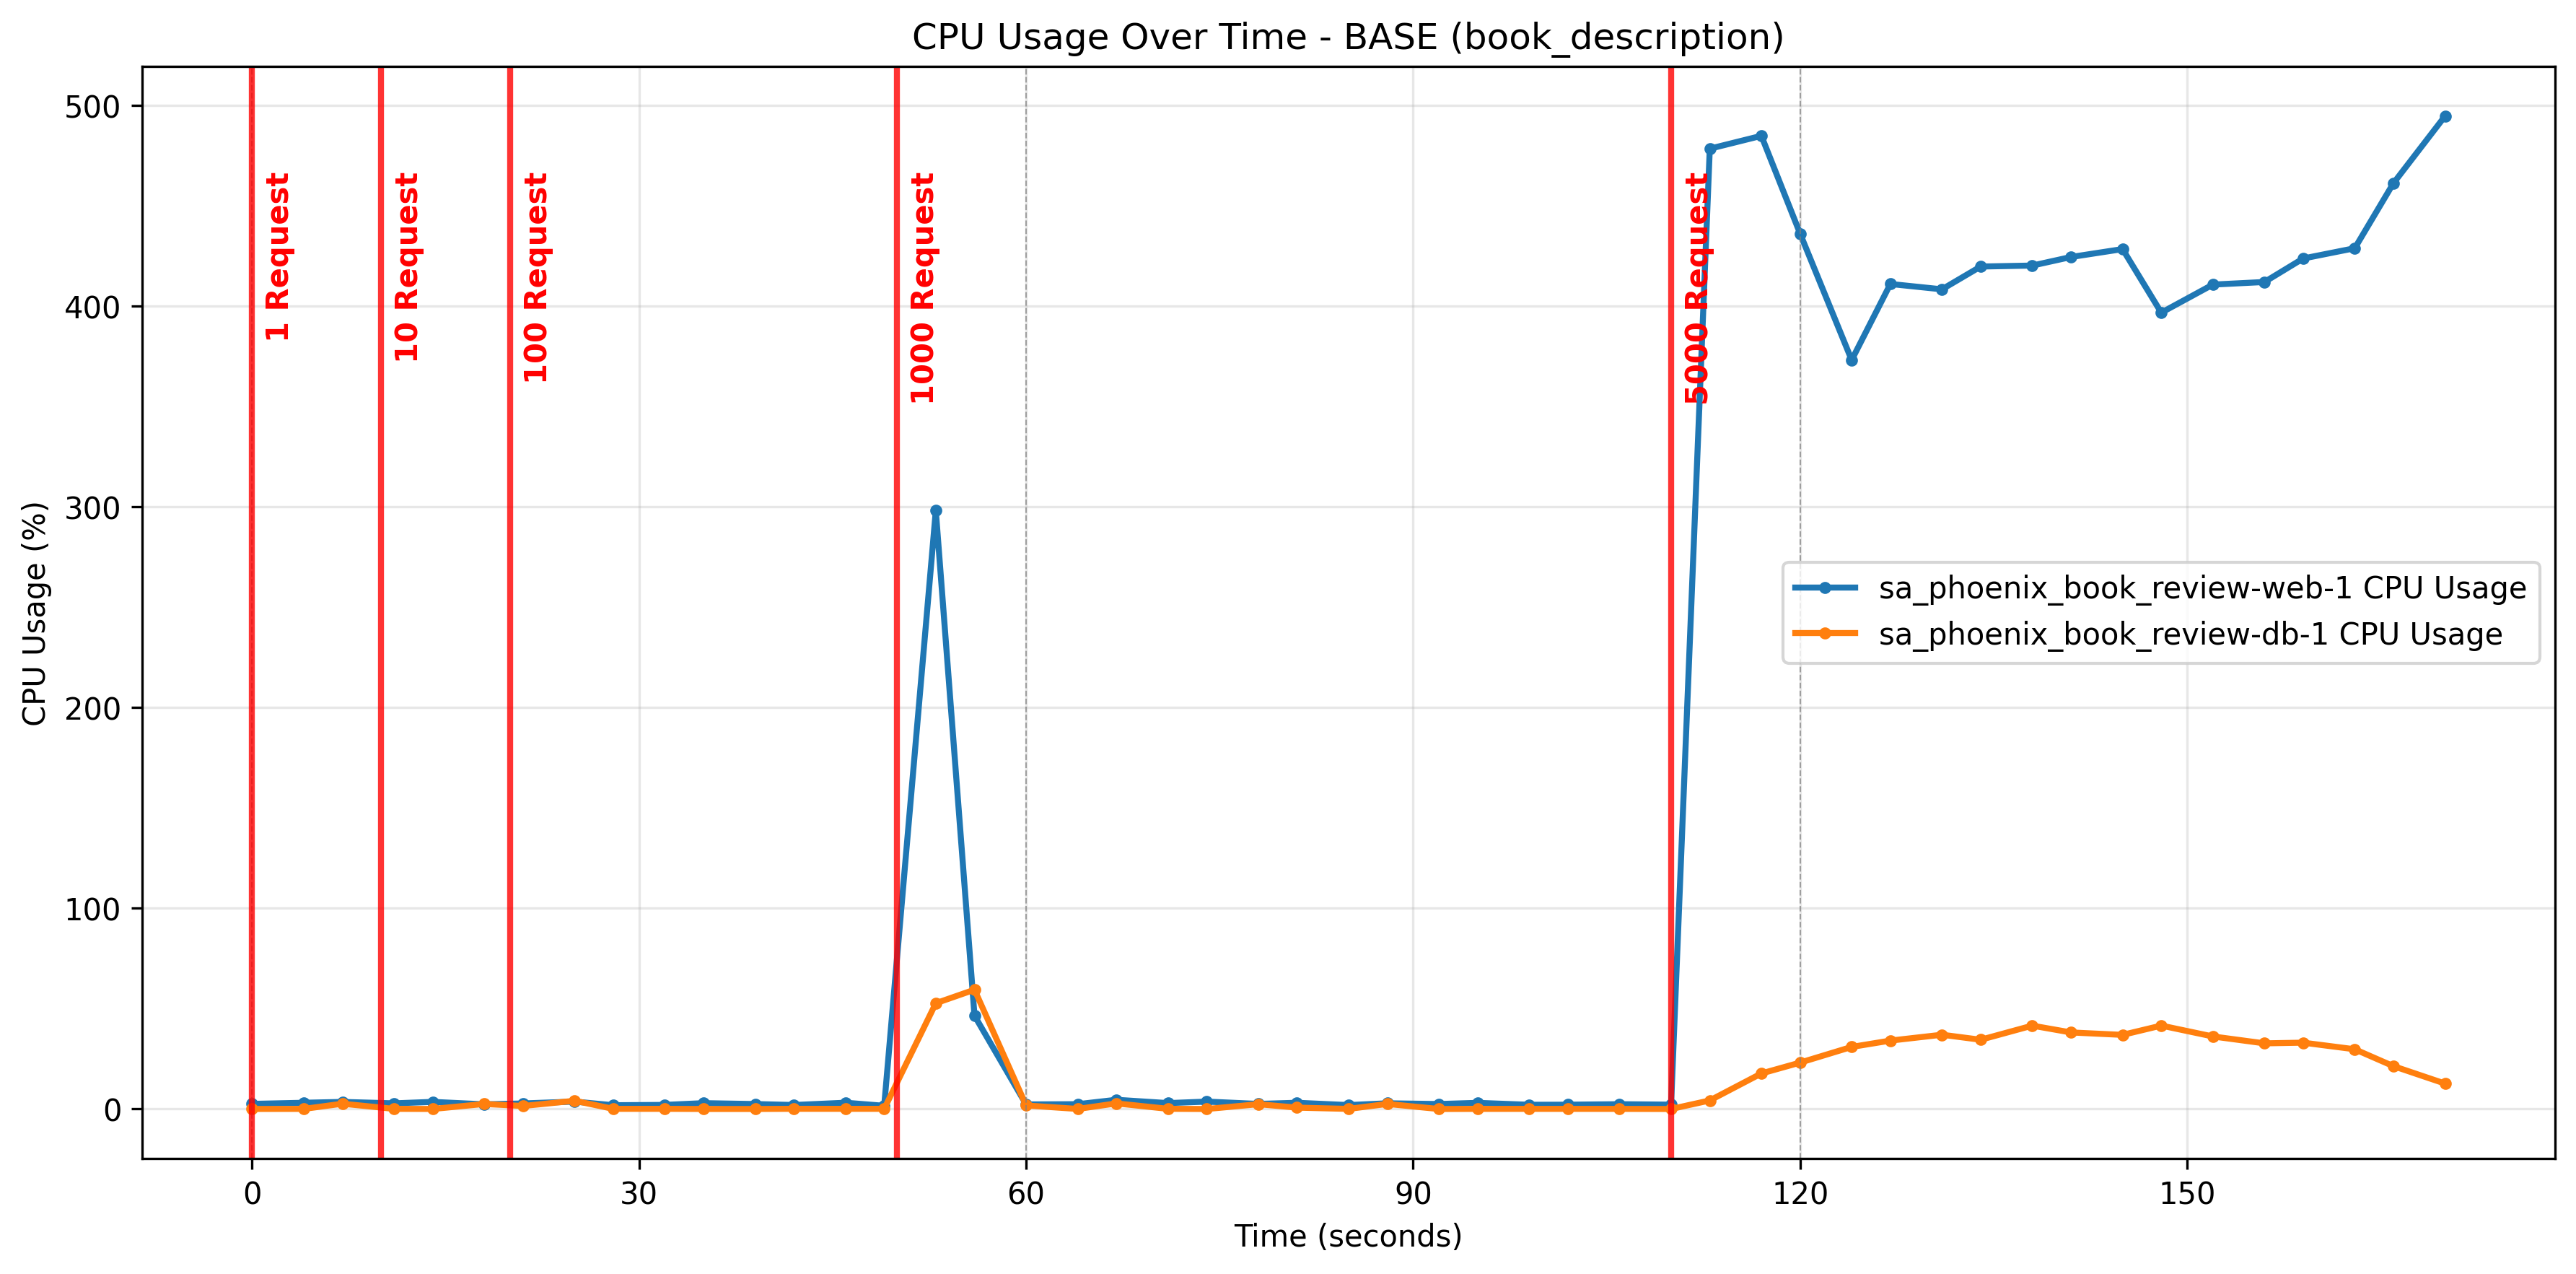 CPU Usage Over Time - BASE (book_description)
CPU Usage (%)
500
400
300
200
100
0
1 Request
10 Request
100 Request
1000 Request
5000 Request
sa_phoenix_book_review-web-1 CPU Usage
sa_phoenix_book_review-db-1 CPU Usage
0
30
60
90
120
150
Time (seconds)